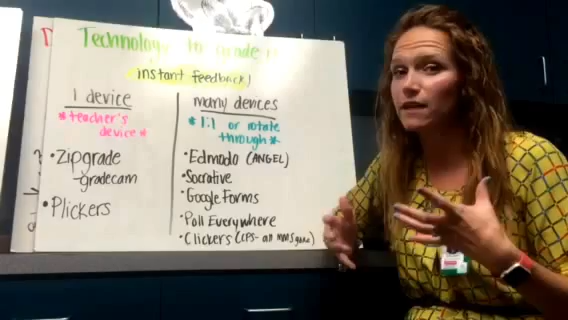 Technology to grade
instant feedback!
1 device
*teacher's
device*
• Zipgrade
gradecam
• Plickers
many devices
* 1:1 or rotate
through *
• Edmodo (ANGEL)
• Socrative
• Google Forms
• Poll Everywhere
• Clickers (CPS-all MMS